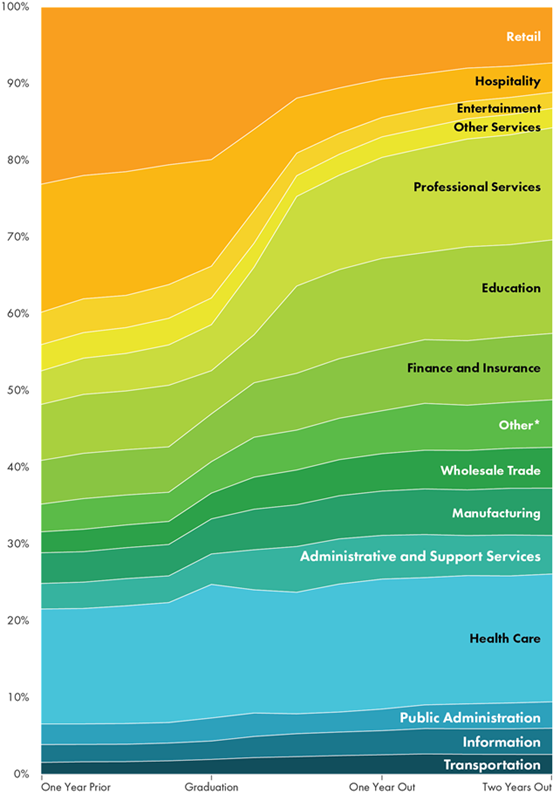 100%
Retail
90%
Hospitality
Entertainment
Other Services
80%
Professional Services
70%
Education
60%
Finance and Insurance
50%
Other*
40%
Wholesale Trade
Manufacturing
30%
Administrative and Support Services
20%
Health Care
10%
Public Administration
Information
Transportation
0%
One Year Prior
Graduation
One Year Out
Two Years Out